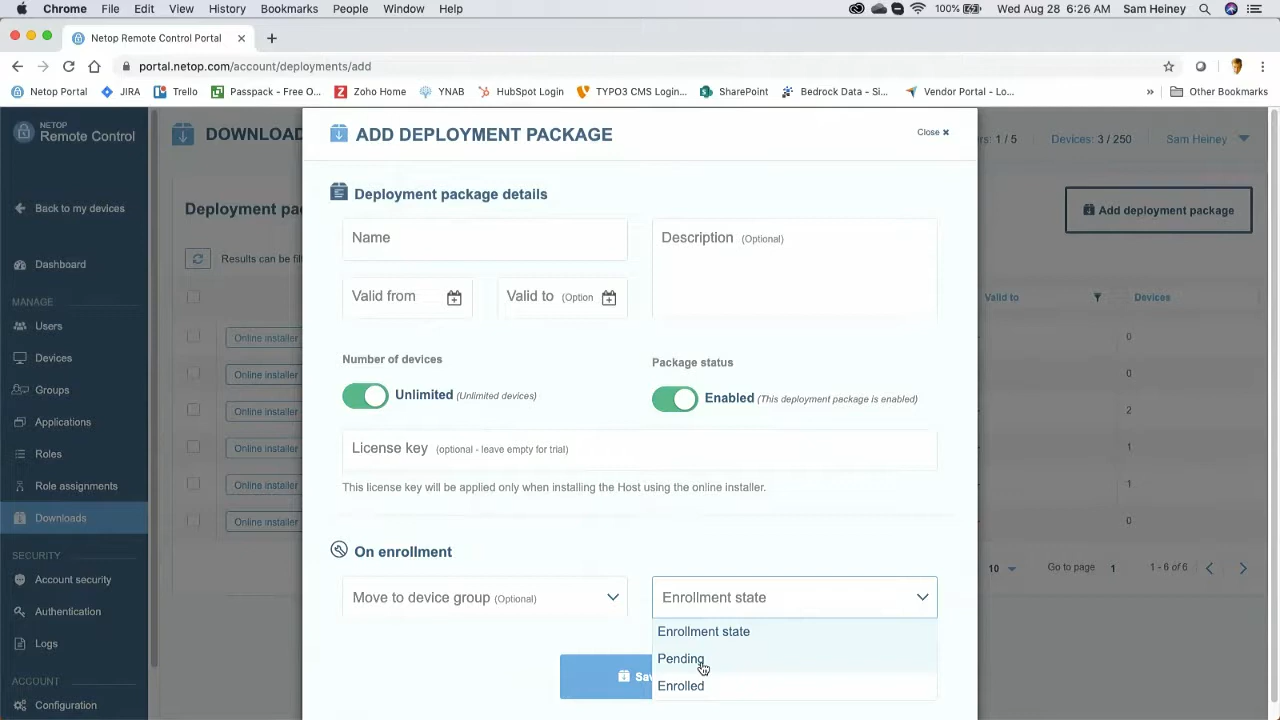 Chrome File Edit View History Bookmarks People Window Help 100% Wed Aug 28 6:26 AM Sam Heiney
Netop Remote Control Portal
portal.netop.com/account/deployments/add
Netop Portal JIRA Trello Passpack - Free O... Zoho Home YNAB HubSpot Login TYPO3 CMS Login... SharePoint Bedrock Data - Si... Vendor Portal - Lo... » Other Bookmarks
NETOP
Remote Control
Back to my devices
Dashboard
MANAGE
Users
Devices
Groups
Applications
Roles
Role assignments
Downloads
SECURITY
Account security
Authentication
Logs
ACCOUNT
Configuration
DOWNLOAD
rs: 1 / 5 Devices: 3 / 250 Sam Heiney
Deployment pa
Add deployment package
Results can be fil
Valid to Devices
Online installer 0
Online installer 0
Online installer 2
Online installer 1
Online installer 1
Online installer 0
10 Go to page 1 1 - 6 of 6
ADD DEPLOYMENT PACKAGE
Close ×
Deployment package details
Name
Description (Optional)
Valid from
Valid to (Option
Number of devices
Package status
Unlimited (Unlimited devices)
Enabled (This deployment package is enabled)
License key (optional - leave empty for trial)
This license key will be applied only when installing the Host using the online installer.
On enrollment
Move to device group (Optional)
Enrollment state
Enrollment state
Pending
Enrolled
Sav